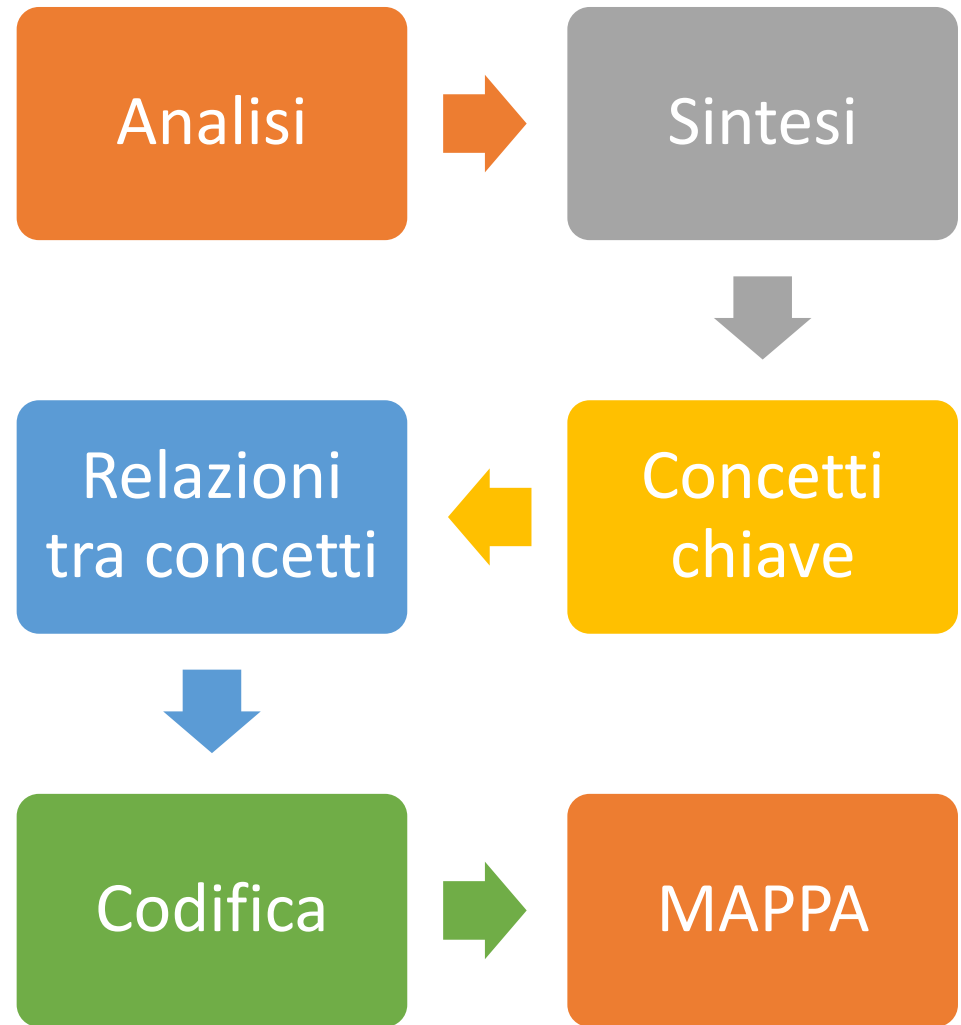 Analisi
Sintesi
Concetti
chiave
Relazioni
tra concetti
Codifica
MAPPA